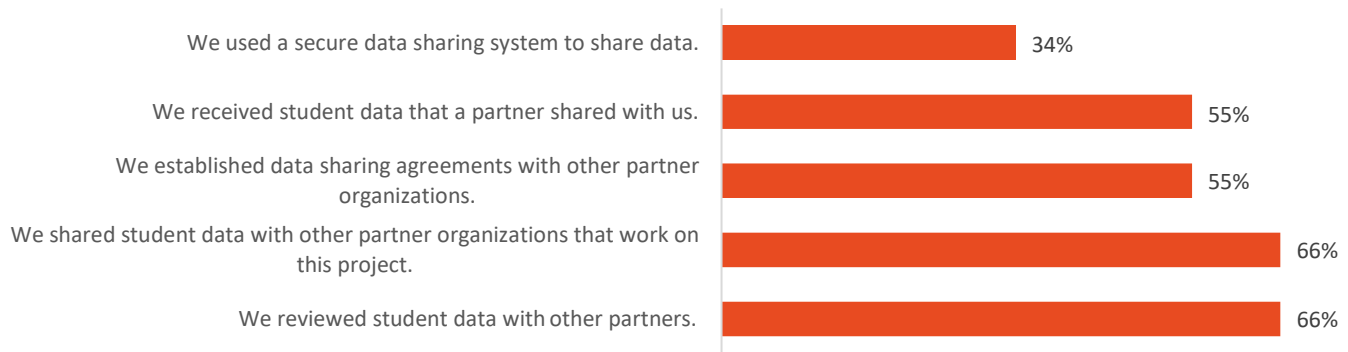 We used a secure data sharing system to share data.
34%
We received student data that a partner shared with us.
55%
We established data sharing agreements with other partner
organizations.
55%
We shared student data with other partner organizations that work on
this project.
66%
We reviewed student data with other partners.
66%